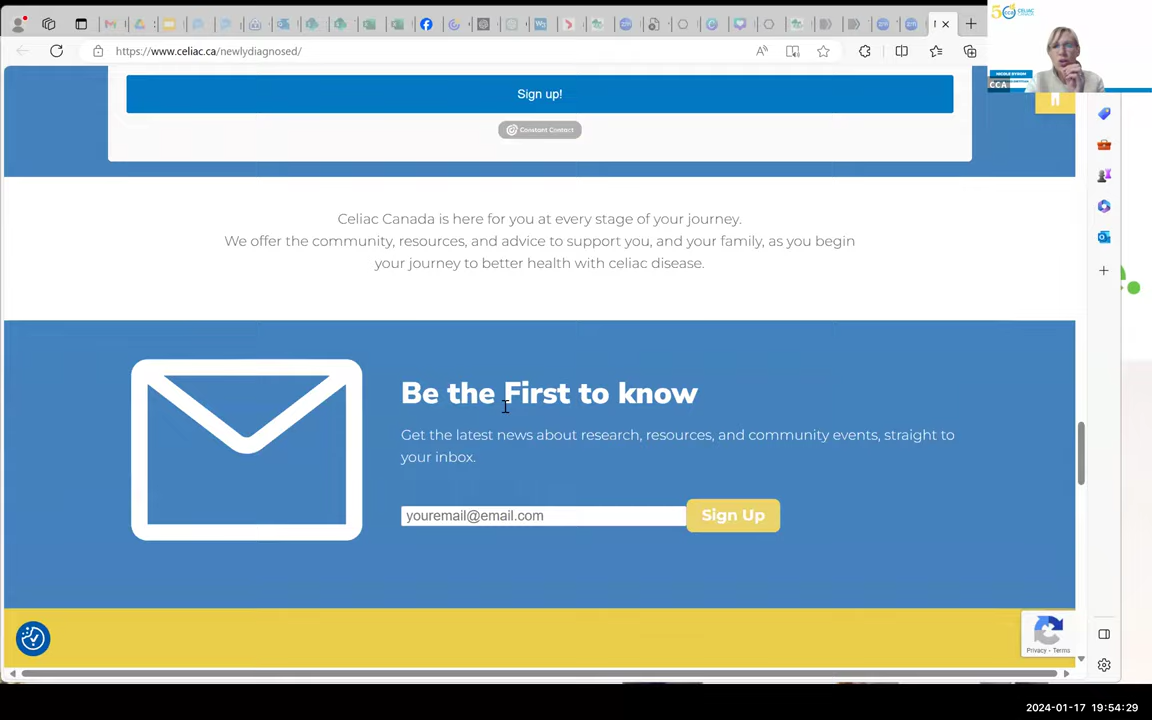 https://www.celiac.ca/newlydiagnosed/
50 CELIAC
CCA
Sign up!
Constant Contact
Celiac Canada is here for you at every stage of your journey.
We offer the community, resources, and advice to support you, and your family, as you begin
your journey to better health with celiac disease.
Be the First to know
Get the latest news about research, resources, and community events, straight to
your inbox.
youremail@email.com
Sign Up
Privacy - Terms
2024-01-17 19:54:29